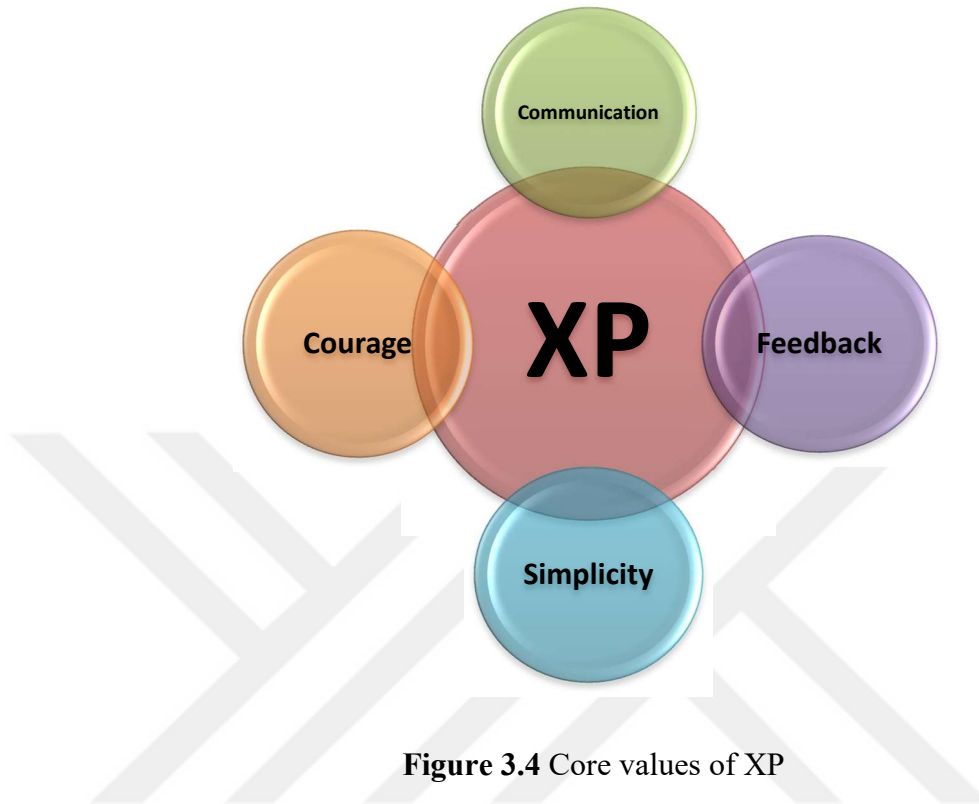 Communication
Courage
XP
Feedback
Simplicity
Figure 3.4 Core values of XP